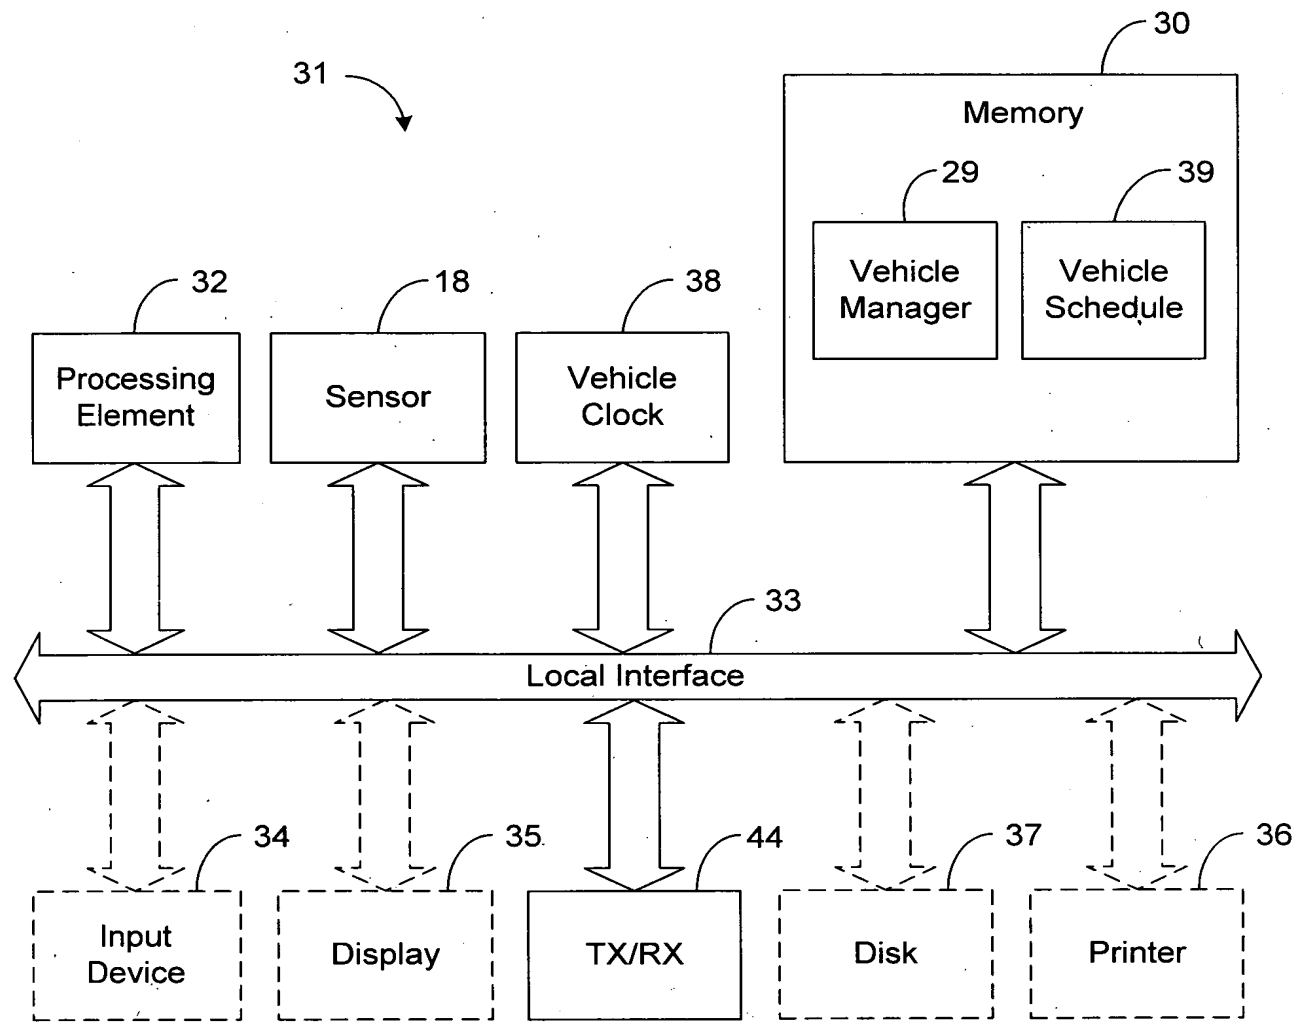 30
31
Memory
29
39
Vehicle
Manager
Vehicle
Schedule
32
18
38
Processing
Element
Sensor
Vehicle
Clock
33
Local Interface
34
35
44
37
36
Input
Device
Display
TX/RX
Disk
Printer